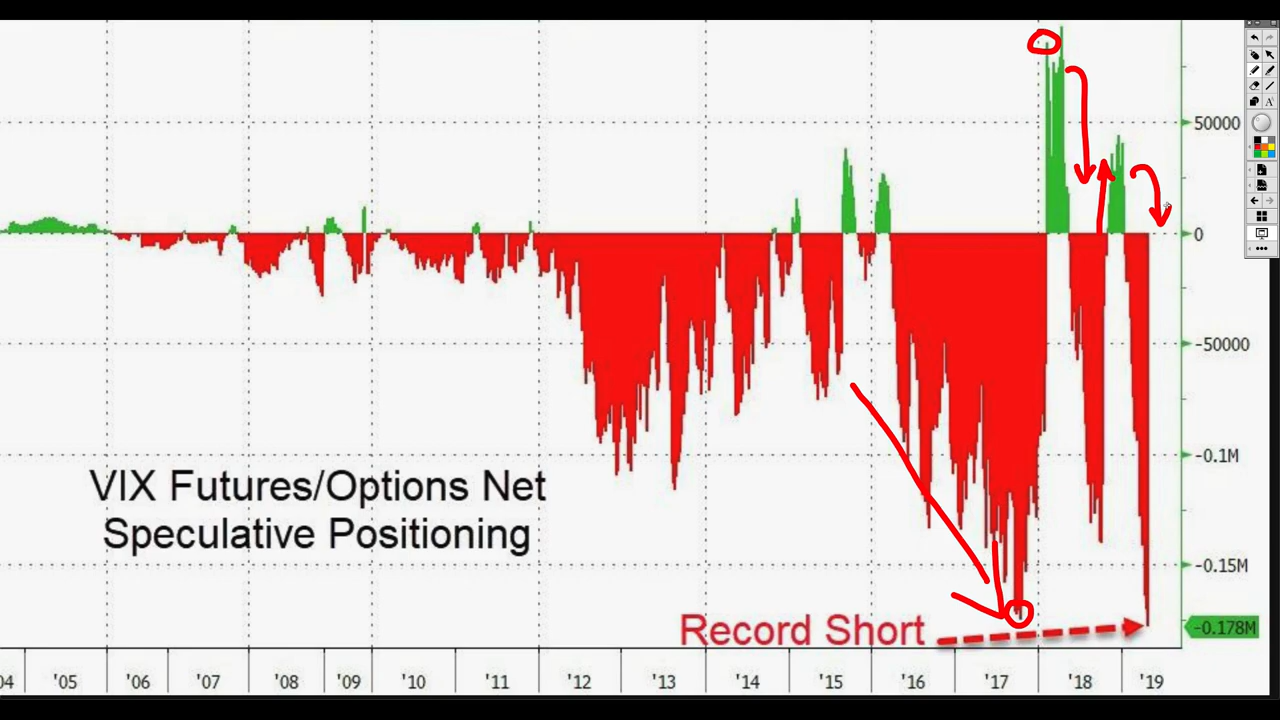 50000
0
-50000
-0.1M
-0.15M
-0.178M
VIX Futures/Options Net
Speculative Positioning
Record Short
04 '05 '06 '07 '08 '09 '10 '11 '12 '13 '14 '15 '16 '17 '18 '19